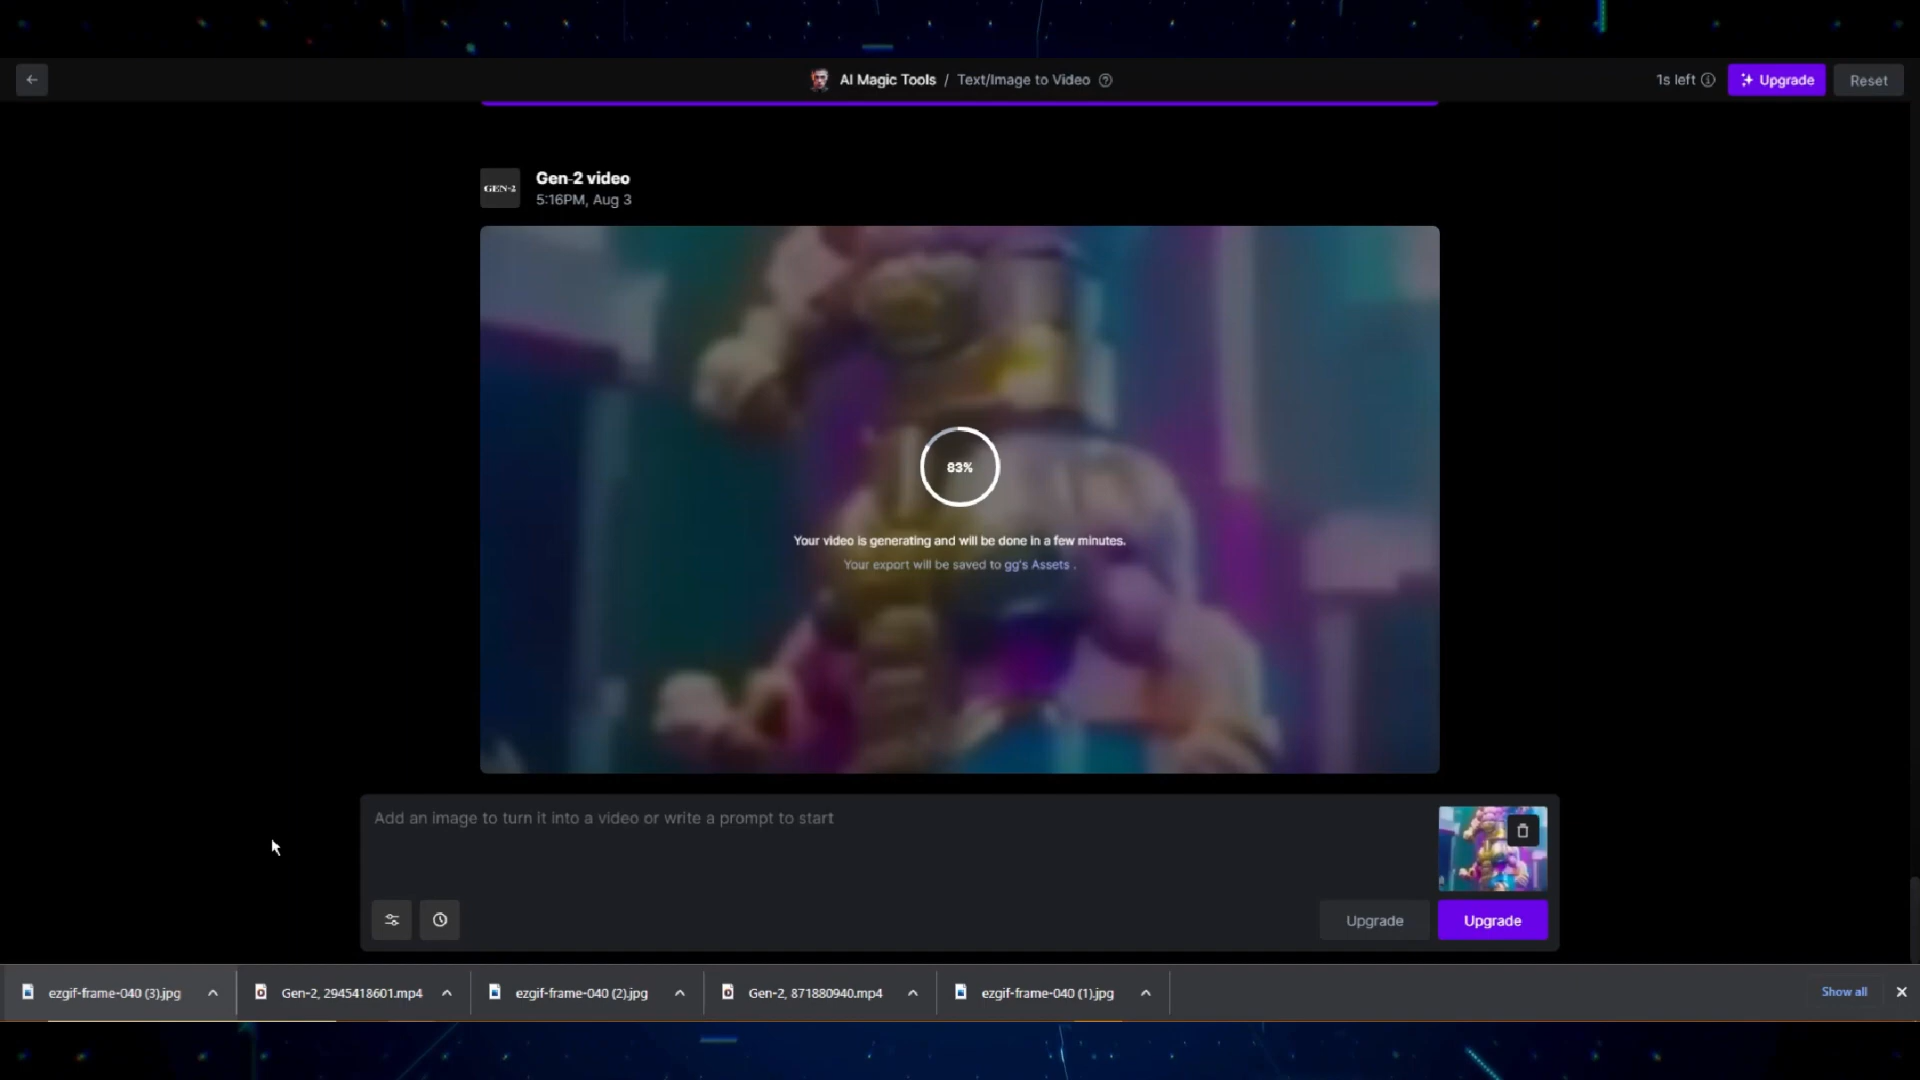 AI Magic Tools / Text/Image to Video
1s left
Upgrade
Reset
GEN-2
Gen-2 video
5:16PM, Aug 3
83%
Your video is generating and will be done in a few minutes.
Your export will be saved to gg's Assets .
Add an image to turn it into a video or write a prompt to start
Upgrade
Upgrade
ezgif-frame-040 (3).jpg
Gen-2, 2945418601.mp4
ezgif-frame-040 (2).jpg
Gen-2, 871880940.mp4
ezgif-frame-040 (1).jpg
Show all